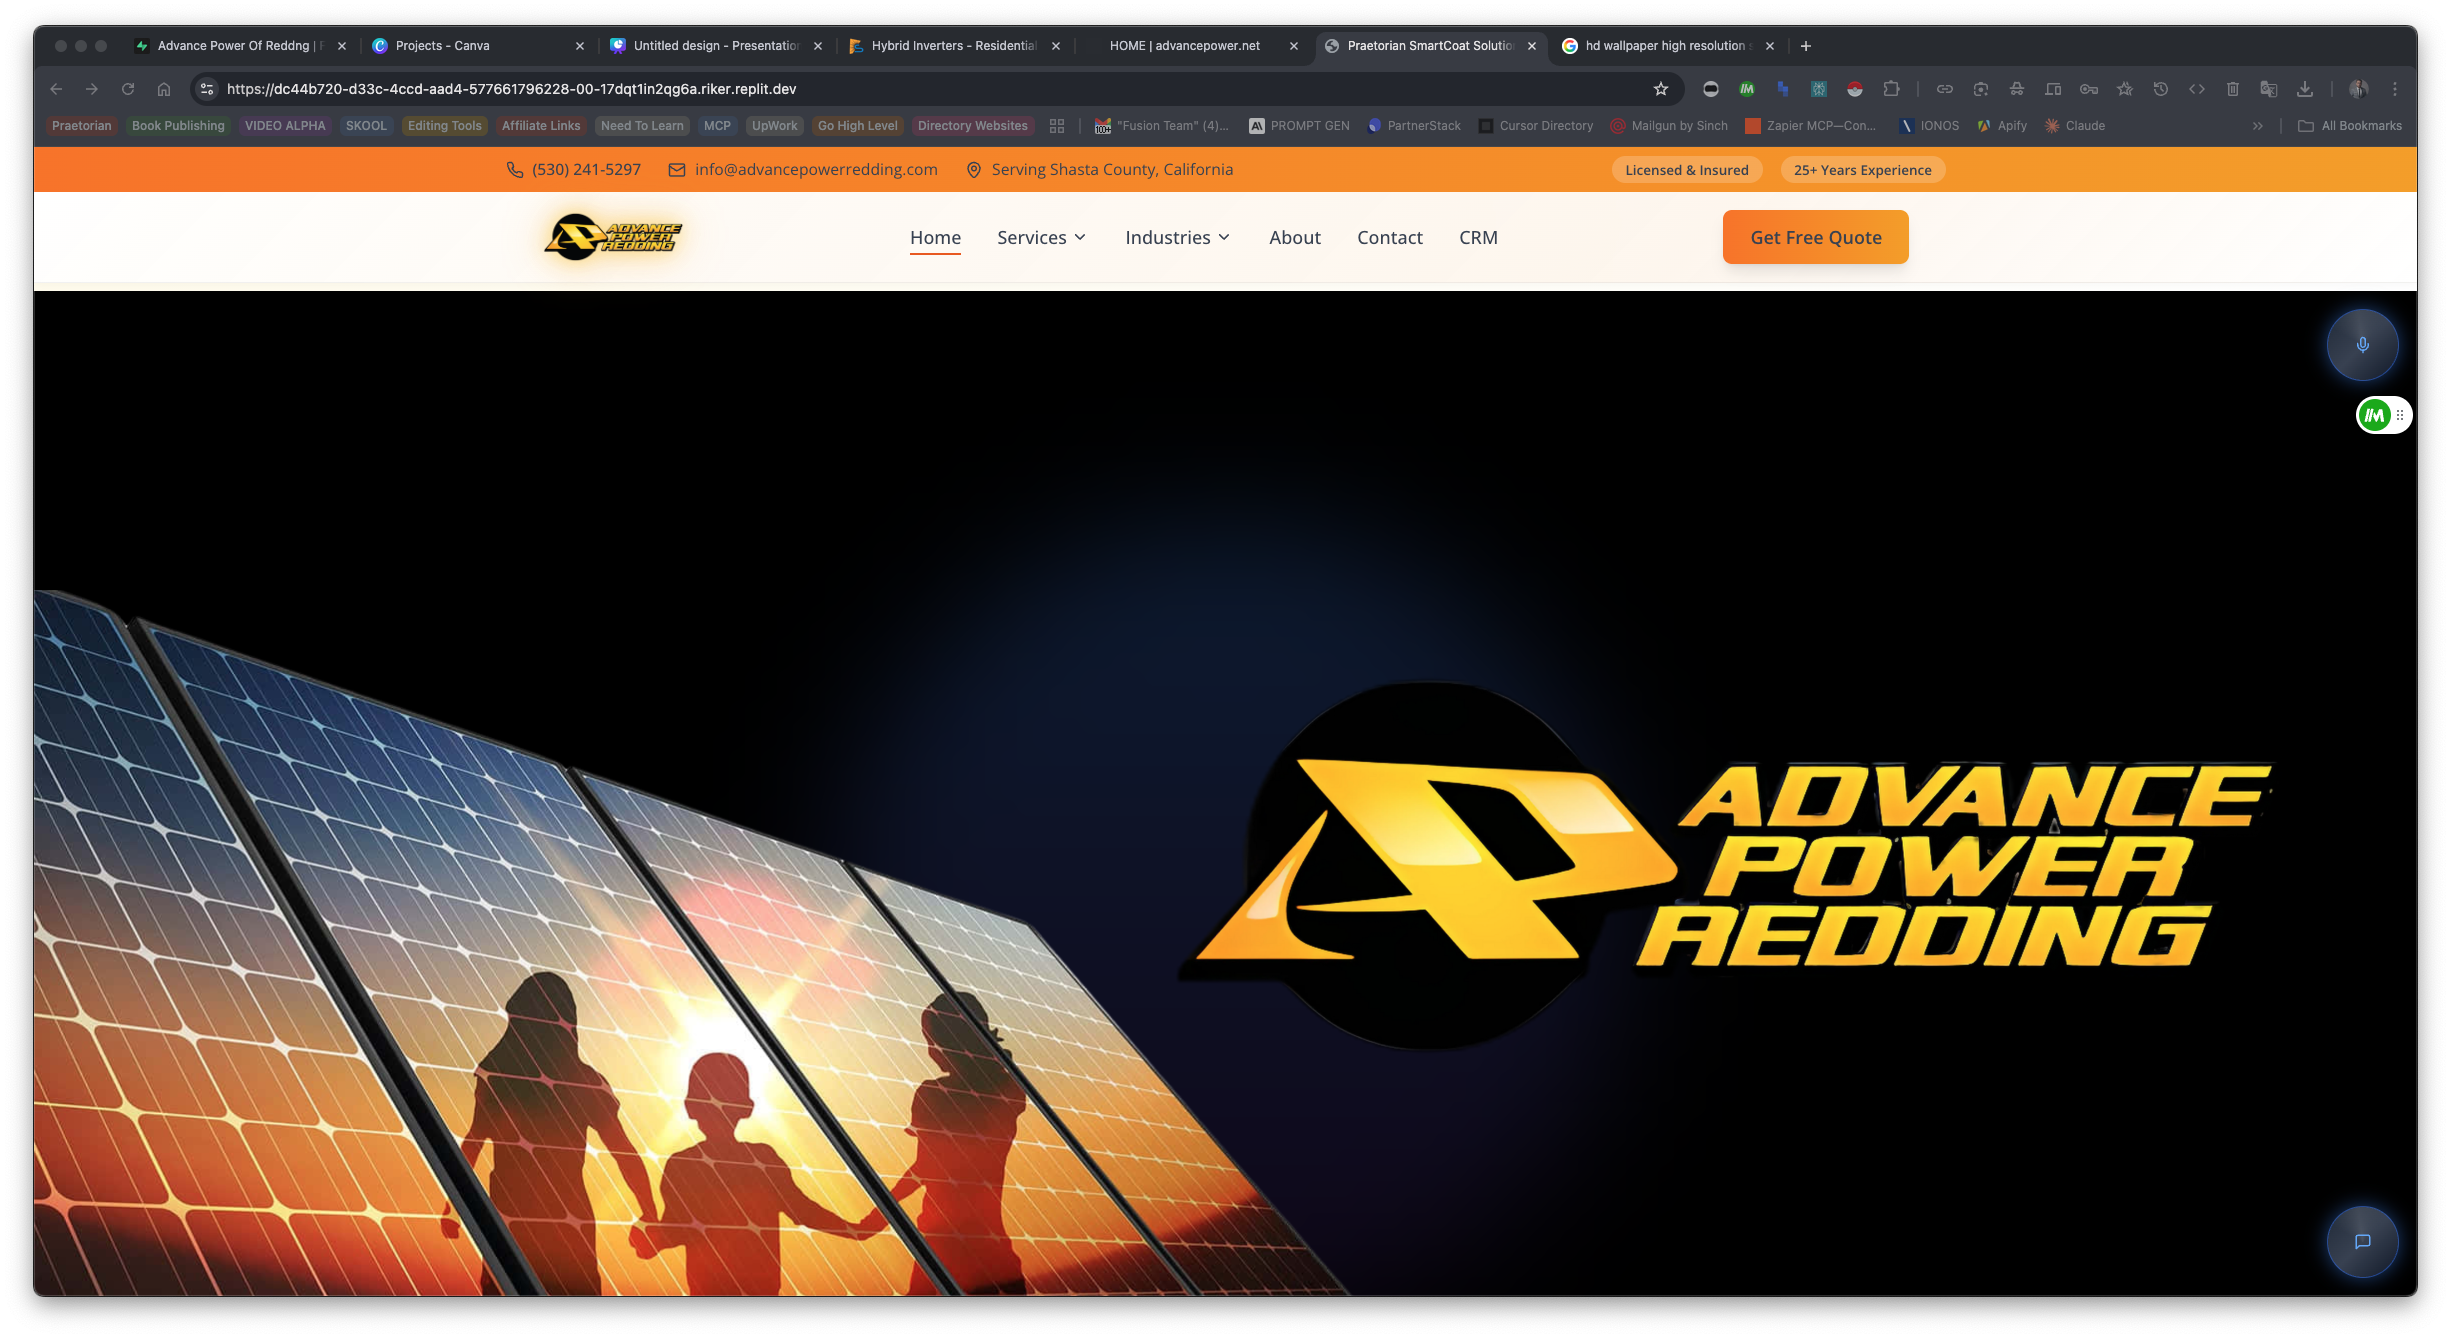 Advance Power Of Reddng | F
Projects - Canva
Untitled design - Presentation
Hybrid Inverters - Residential
HOME | advancepower.net
Praetorian SmartCoat Solutio
hd wallpaper high resolution s
https://dc44b720-d33c-4ccd-aad4-577661796228-00-17dqt1in2qg6a.riker.replit.dev
Praetorian
Book Publishing
VIDEO ALPHA
SKOOL
Editing Tools
Affiliate Links
Need To Learn
MCP
UpWork
Go High Level
Directory Websites
100+
"Fusion Team" (4)...
PROMPT GEN
PartnerStack
Cursor Directory
Mailgun by Sinch
Zapier MCP—Con...
IONOS
Apify
Claude
All Bookmarks
(530) 241-5297
info@advancepowerredding.com
Serving Shasta County, California
Licensed & Insured
25+ Years Experience
ADVANCE
POWER
REDDING
Home
Services
Industries
About
Contact
CRM
Get Free Quote
ADVANCE
POWER
REDDING